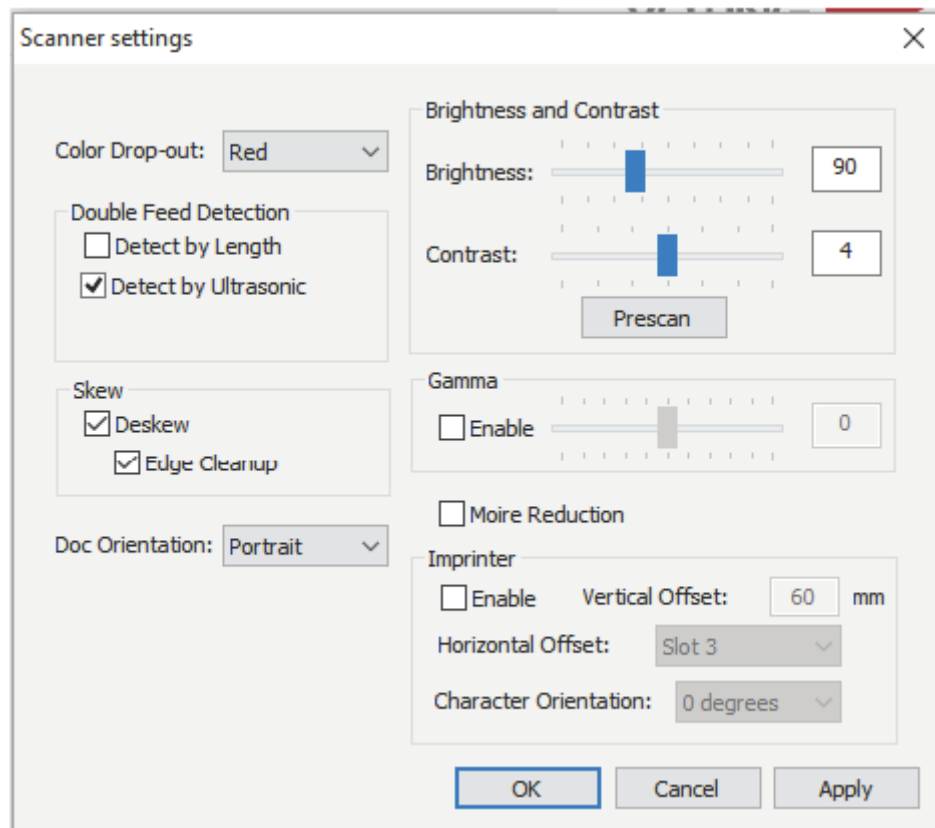 Scanner settings
Color Drop-out: Red
Double Feed Detection
Detect by Length
Detect by Ultrasonic
Skew
Deskew
Edge Cleanup
Doc Orientation: Portrait
Brightness and Contrast
Brightness: 90
Contrast: 4
Prescan
Gamma
Enable 0
Moire Reduction
Imprinter
Enable Vertical Offset: 60 mm
Horizontal Offset: Slot 3
Character Orientation: 0 degrees
OK Cancel Apply